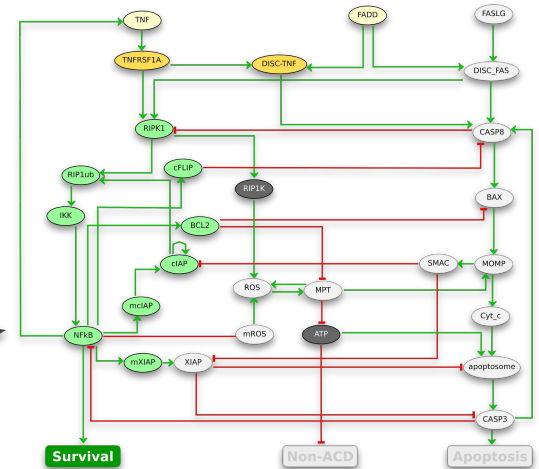 TNF
FADD
FASLG
TNFRSF1A
DISC-TNF
DISC_FAS
RIPK1
CASP8
cFLIP
RIP1ub
RIP1K
BAX
IKK
BCL2
cIAP
SMAC
MOMP
ROS
MPT
mcIAP
Cyt_c
NFkB
mROS
ATP
mXIAP
XIAP
apoptosome
CASP3
Survival
Non-ACD
Apoptosis